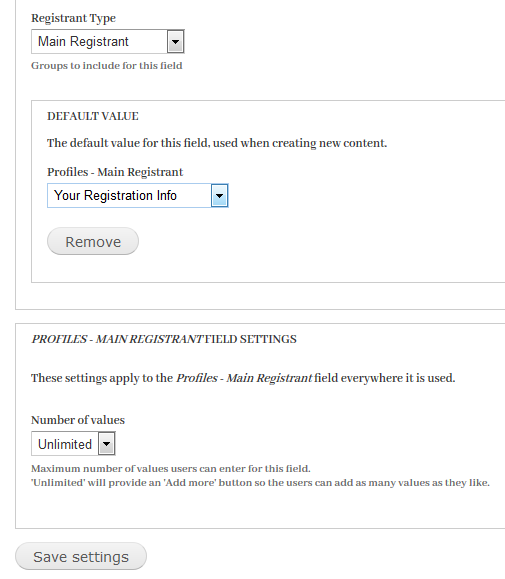 Registrant Type
Main Registrant
Groups to include for this field
DEFAULT VALUE
The default value for this field, used when creating new content.
Profiles - Main Registrant
Your Registration Info
Remove
PROFILES - MAIN REGISTRANT FIELD SETTINGS
These settings apply to the Profiles - Main Registrant field everywhere it is used.
Number of values
Unlimited
Maximum number of values users can enter for this field.
'Unlimited' will provide an 'Add more' button so the users can add as many values as they like.
Save settings